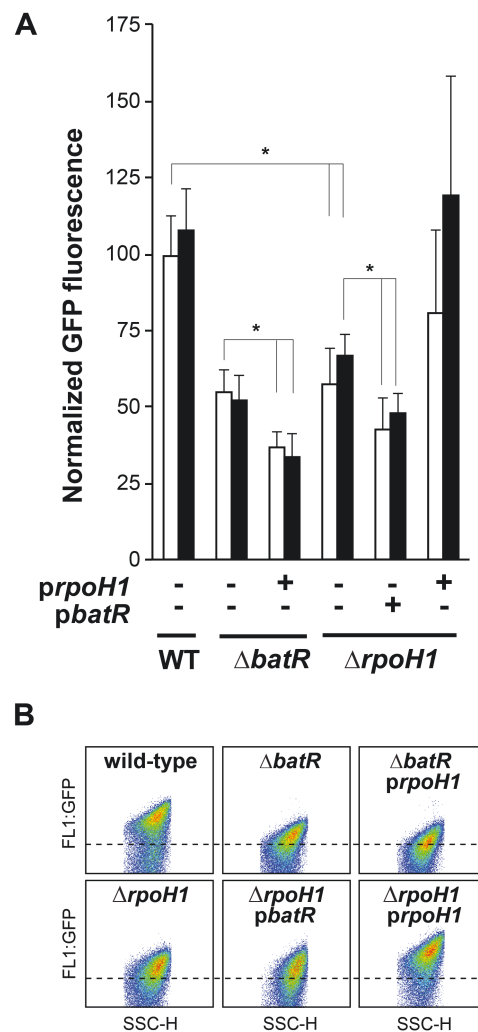 A
175
150
125
100
75
50
25
0
Normalized GFP fluorescence
*
*
*
prpoH1 - - + - - +
pbatR - - - - + -
WT ΔbatR ΔrpoH1
B
wild-type ΔbatR ΔbatR
prpoH1
FL1:GFP
ΔrpoH1 ΔrpoH1 ΔrpoH1
pbatR prpoH1
FL1:GFP
SSC-H SSC-H SSC-H